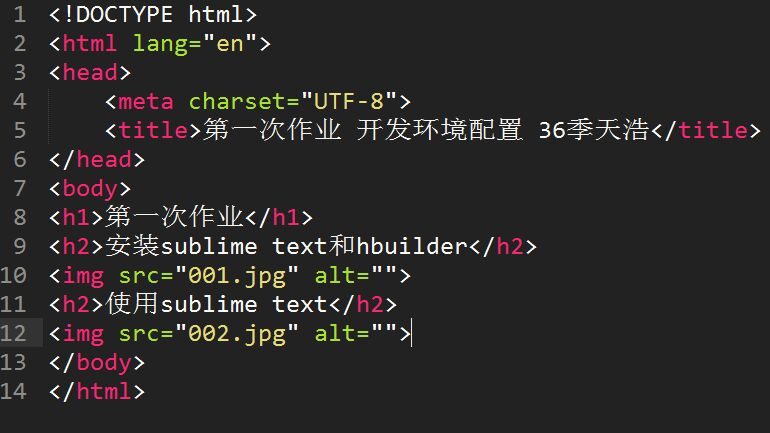 1 <!DOCTYPE html>
2 <html lang="en">
3 <head>
4     <meta charset="UTF-8">
5     <title>第一次作业 开发环境配置 36季天浩</title>
6 </head>
7 <body>
8 <h1>第一次作业</h1>
9 <h2>安装sublime text和hbuilder</h2>
10 <img src="001.jpg" alt="">
11 <h2>使用sublime text</h2>
12 <img src="002.jpg" alt="">
13 </body>
14 </html>